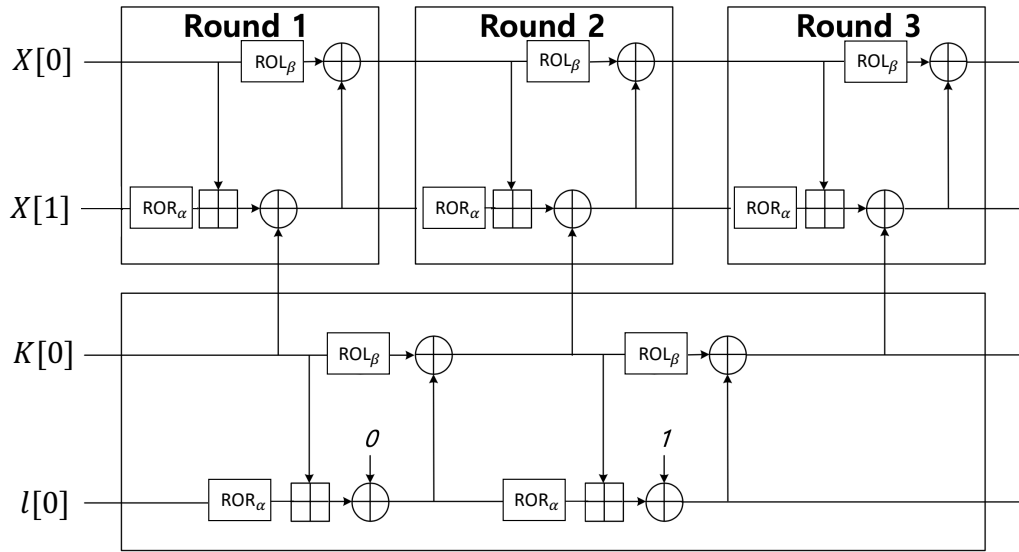 Round 1 Round 2 Round 3
X[0] ROLβ ROLβ ROLβ
X[1] RORα RORα RORα
K[0] ROLβ ROLβ
0 1
l[0] RORα RORα